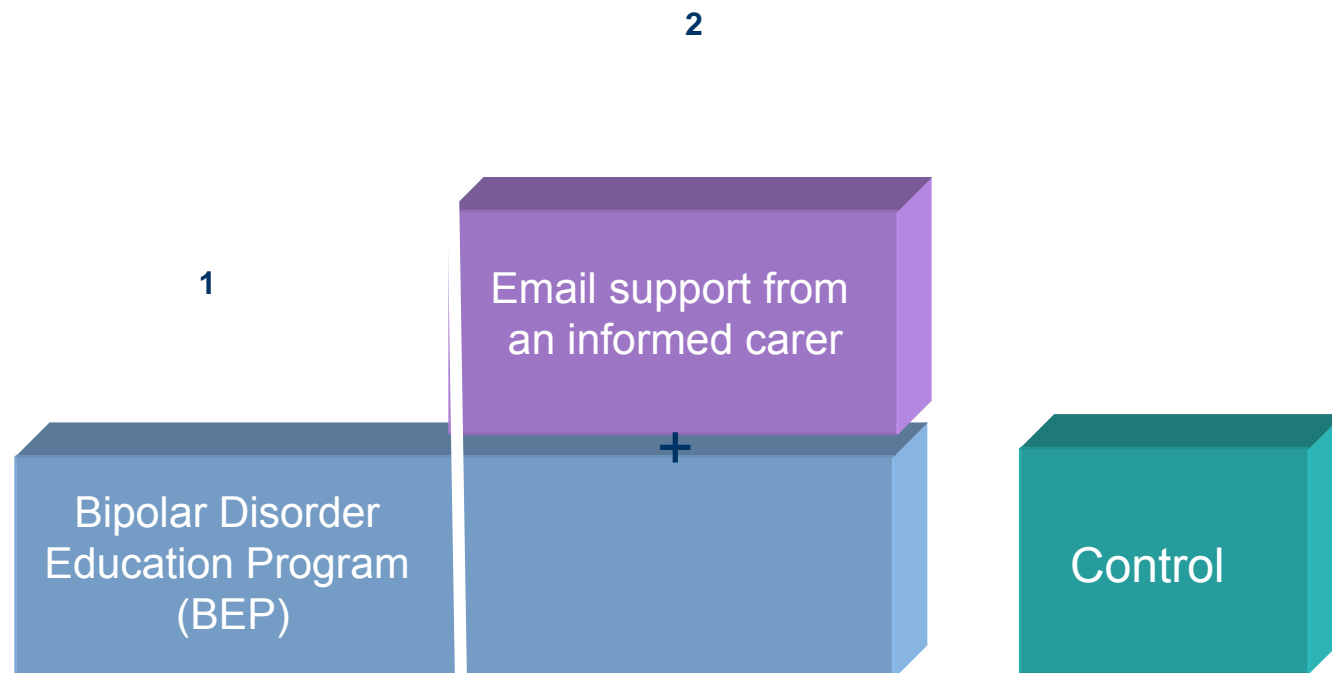 2
1
Email support from
an informed carer
+
Bipolar Disorder
Education Program
(BEP)
Control